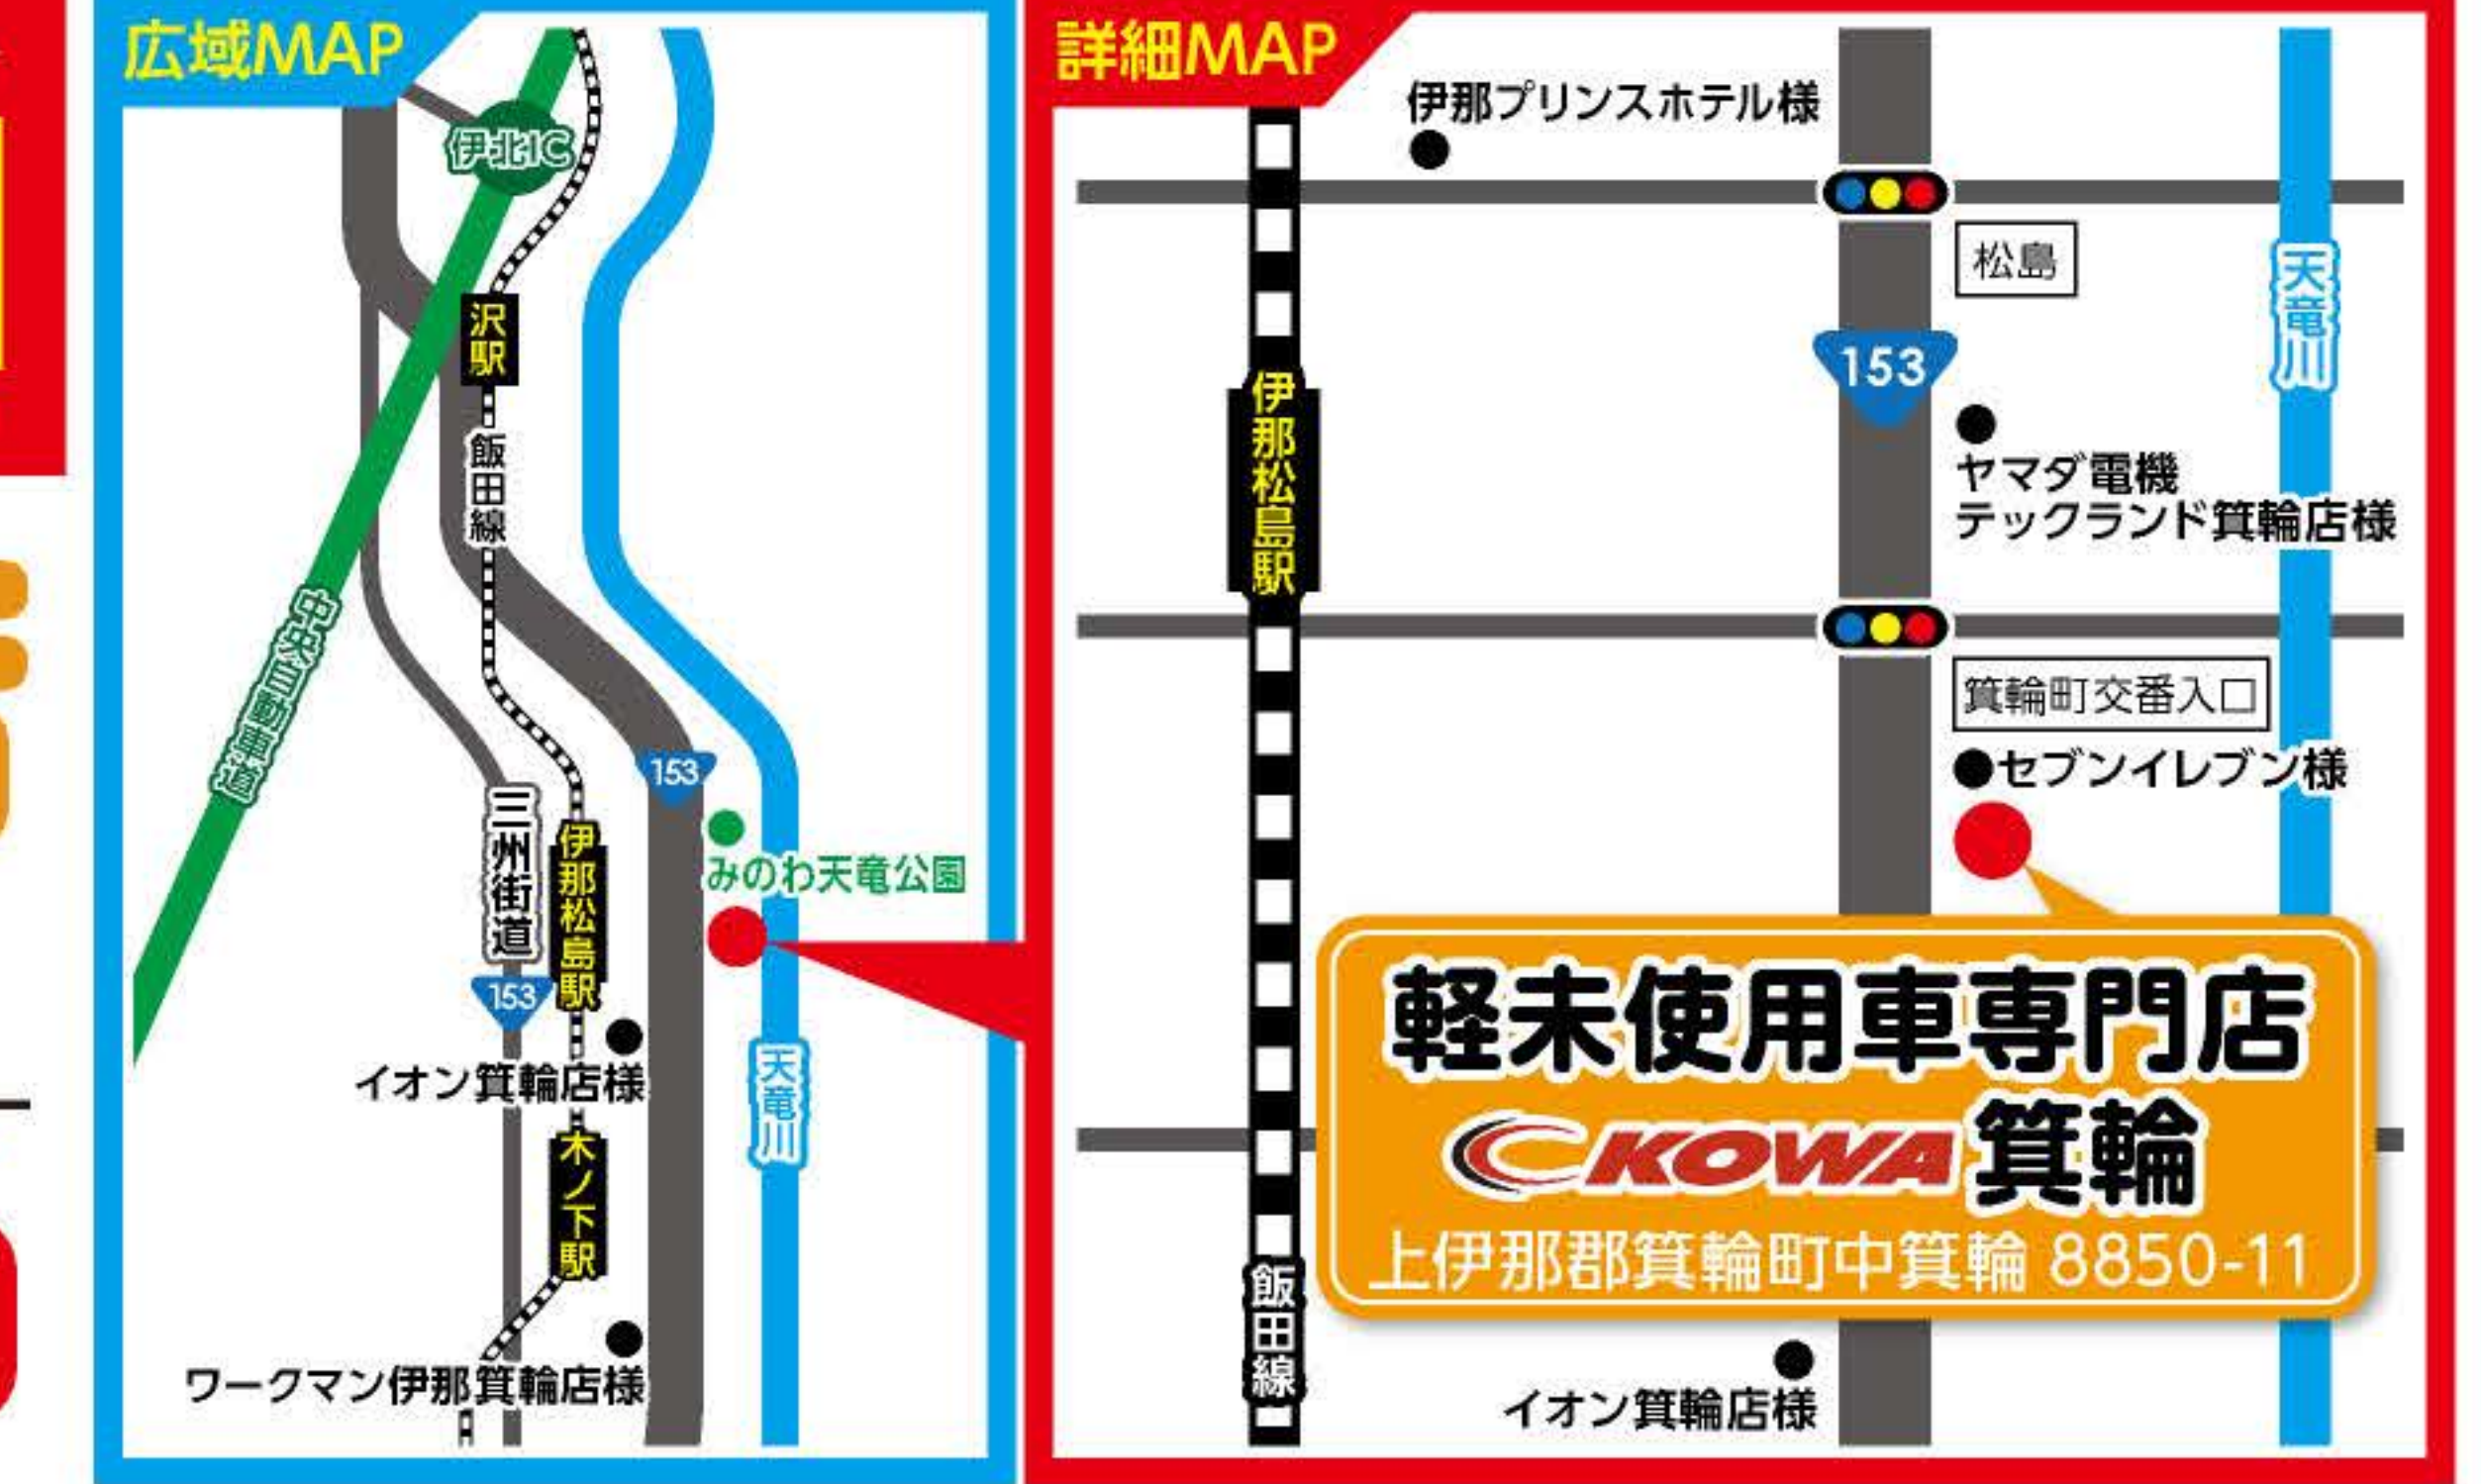 広域MAP
伊北IC
沢駅
飯田線
中央自動車道
153
みのわ天竜公園
三州街道
伊那松島駅
153
イオン箕輪店様
天竜川
木ノ下駅
ワークマン伊那箕輪店様
詳細MAP
伊那プリンスホテル様
松島
天竜川
153
伊那松島駅
ヤマダ電機
テックランド箕輪店様
箕輪町交番入口
セブンイレブン様
軽未使用車専門店
KOWA 箕輪
上伊那郡箕輪町中箕輪 8850-11
飯田線
イオン箕輪店様